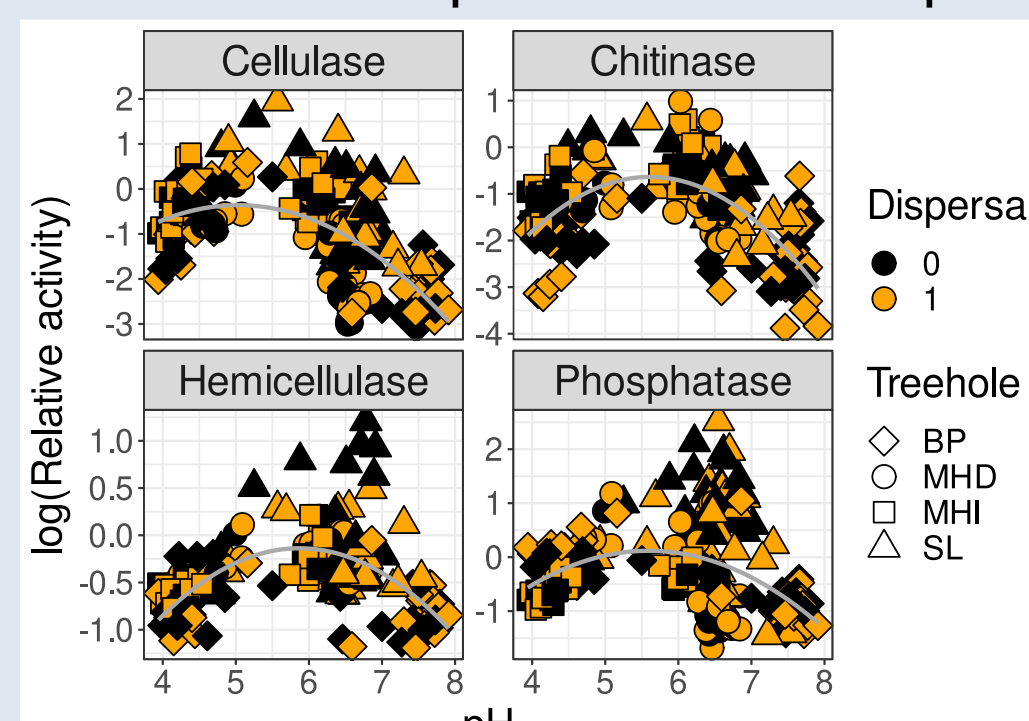 Cellulase
Chitinase
2
1
0
-1
-2
-3
1
0
-1
-2
-3
-4
Hemicellulase
Phosphatase
1.0
0.5
0.0
-0.5
-1.0
2
1
0
-1
4 5 6 7 8
4 5 6 7 8
log(Relative activity)
pH
Dispersa
0
1
Treehole
BP
MHD
MHI
SL